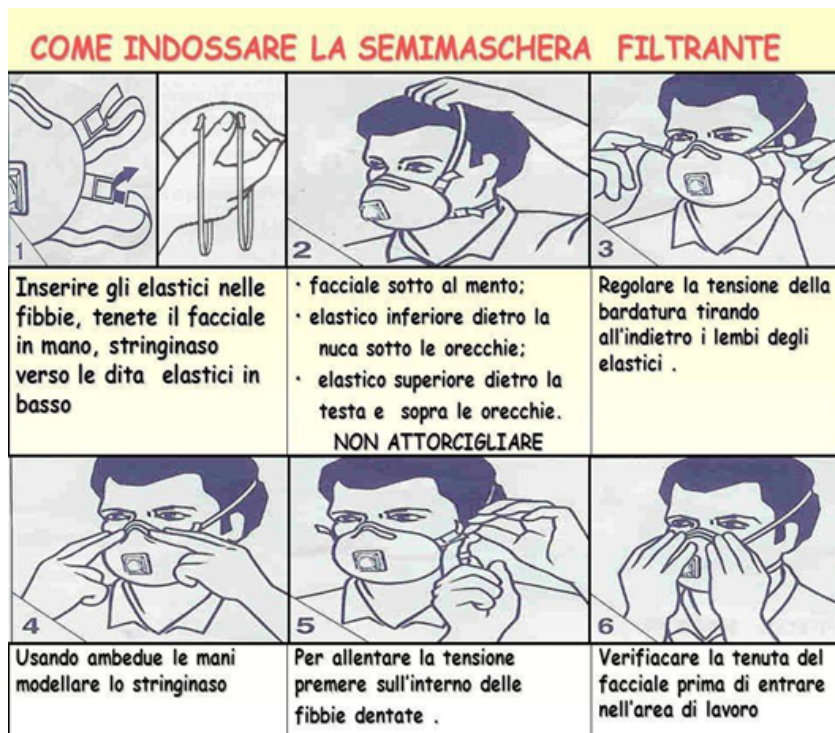 COME INDOSSARE LA SEMIMASCHERA FILTRANTE
1
2
3
Inserire gli elastici nelle
fibbie, tenete il facciale
in mano, stringinaso
verso le dita elastici in
basso
· facciale sotto al mento;
· elastico inferiore dietro la
nuca sotto le orecchie;
· elastico superiore dietro la
testa e sopra le orecchie.
NON ATTORCIGLIARE
Regolare la tensione della
bardatura tirando
all'indietro i lembi degli
elastici .
4
5
6
Usando ambedue le mani
modellare lo stringinaso
Per allentare la tensione
premere sull'interno delle
fibbie dentate .
Verifiacare la tenuta del
facciale prima di entrare
nell'area di lavoro